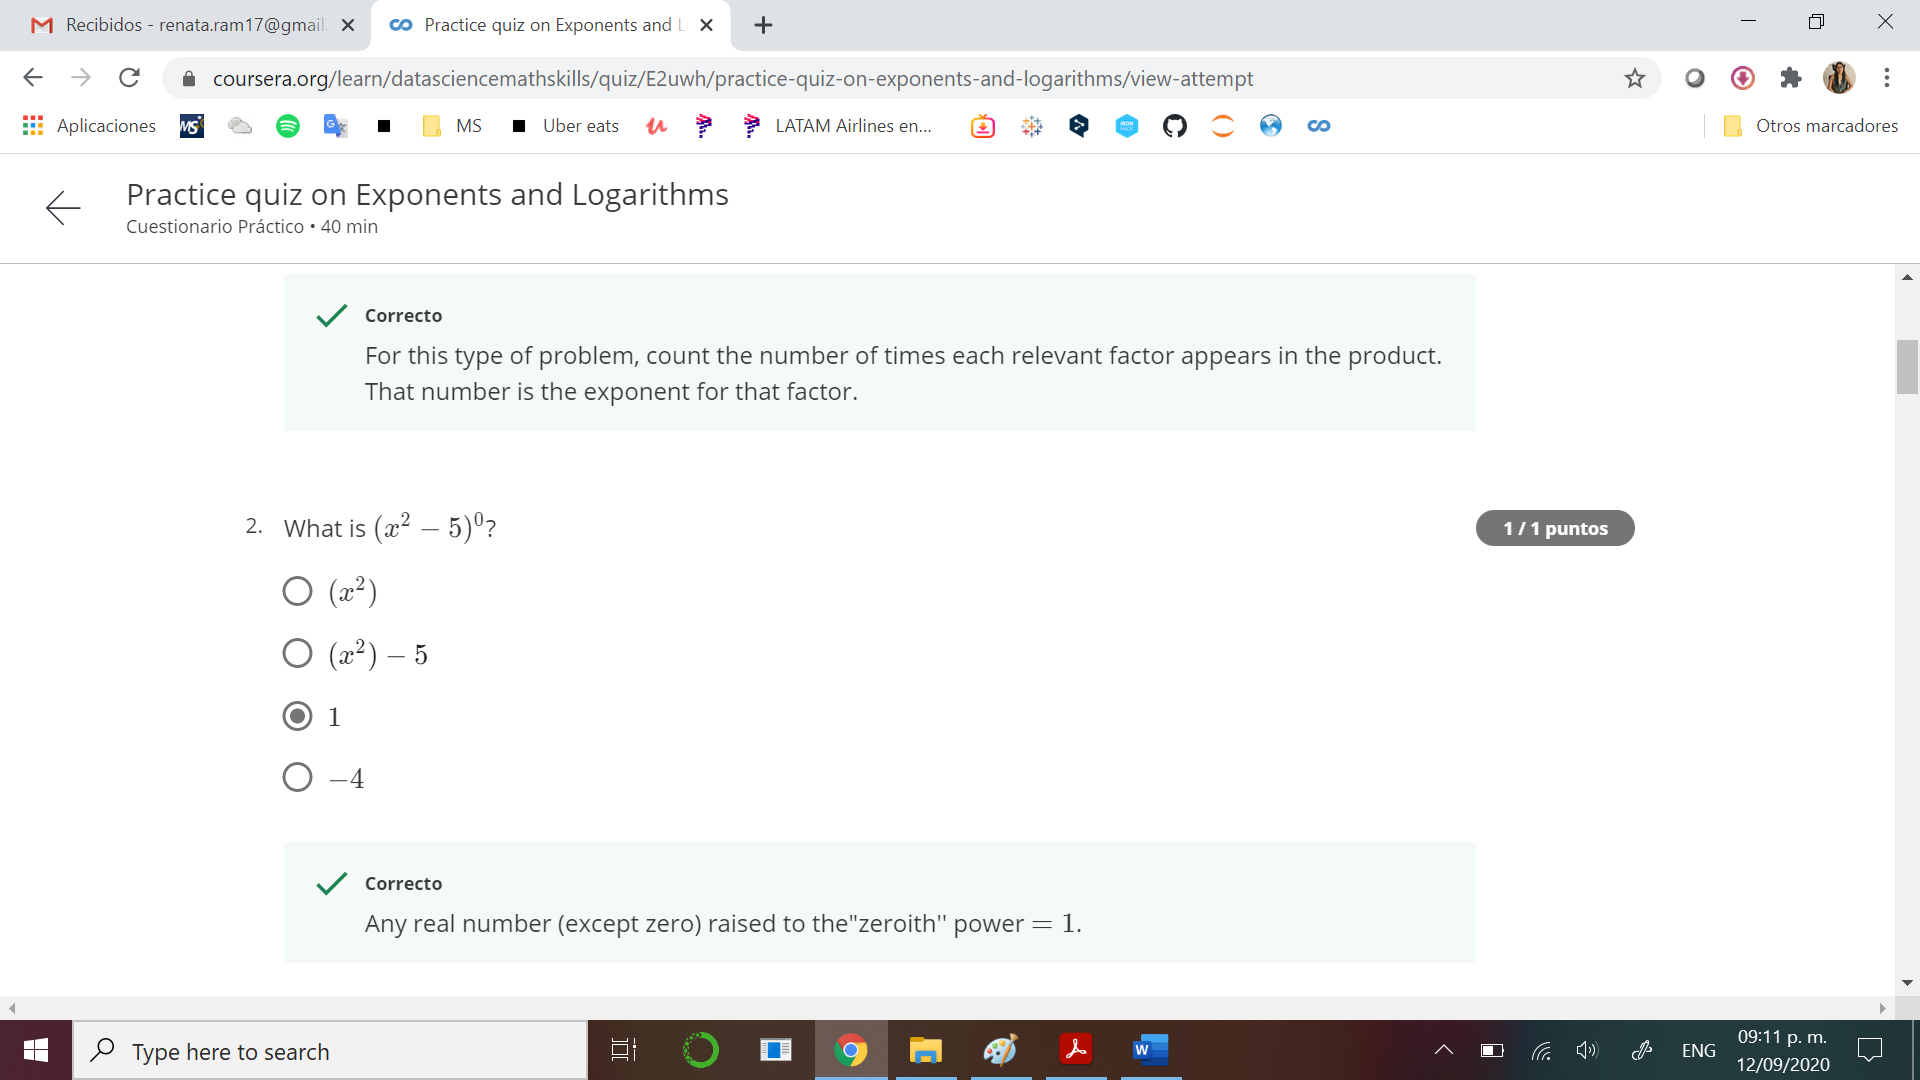 Recibidos - renata.ram17@gmail.
Practice quiz on Exponents and L
coursera.org/learn/datasciencemathskills/quiz/E2uwh/practice-quiz-on-exponents-and-logarithms/view-attempt
Aplicaciones
MS
MS
Uber eats
LATAM Airlines en...
Otros marcadores
Practice quiz on Exponents and Logarithms
Cuestionario Práctico • 40 min
Correcto
For this type of problem, count the number of times each relevant factor appears in the product.
That number is the exponent for that factor.
2. What is (x² − 5)⁰?
1 / 1 puntos
(x²)
(x²) − 5
1
−4
Correcto
Any real number (except zero) raised to the"zeroith'' power = 1.
Type here to search
ENG
09:11 p. m.
12/09/2020